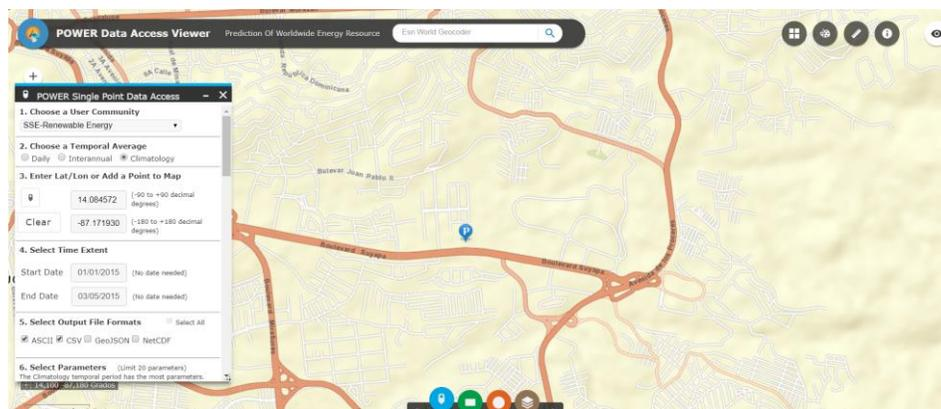 POWER Data Access Viewer Prediction Of Worldwide Energy Resource Esri World Geocoder
POWER Single Point Data Access
1. Choose a User Community
SSE-Renewable Energy
2. Choose a Temporal Average
Daily Interannual Climatology
3. Enter Lat/Lon or Add a Point to Map
14.084572 (-90 to +90 decimal degrees)
Clear -87.171930 (-180 to +180 decimal degrees)
4. Select Time Extent
Start Date 01/01/2015 (No date needed)
End Date 03/05/2015 (No date needed)
5. Select Output File Formats Select All
ASCII CSV GeoJSON NetCDF
6. Select Parameters (Limit 20 parameters)
The Climatology temporal period has the most parameters.
14,100 -87,180 Grados
Bulevar Juan Pablo II
Boulevard Suyapa
Boulevard Suyapa